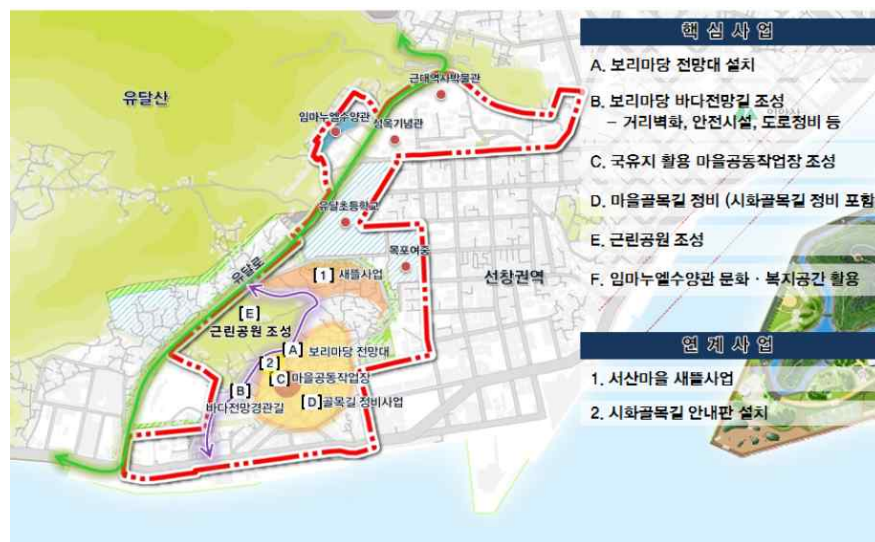 핵 심 사 업
A. 보리마당 전망대 설치
B. 보리마당 바다전망길 조성
– 거리벽화, 안전시설, 도로정비 등
C. 국유지 활용 마을공동작업장 조성
D. 마을골목길 정비 (시화골목길 정비 포함
E. 근린공원 조성
F. 임마누엘수양관 문화 · 복지공간 활용
연 계 사 업
1. 서산마을 새뜰사업
2. 시화골목길 안내판 설치
유달산
근대역사박물관
임마누엘수양관
성옥기념관
유달초등학교
목포여중
유달로
선창권역
[1] 새뜰사업
[E]
근린공원 조성
[A] 보리마당 전망대
[2]
[C]마을공동작업장
[B]
바다전망경관길
[D]골목길 정비사업